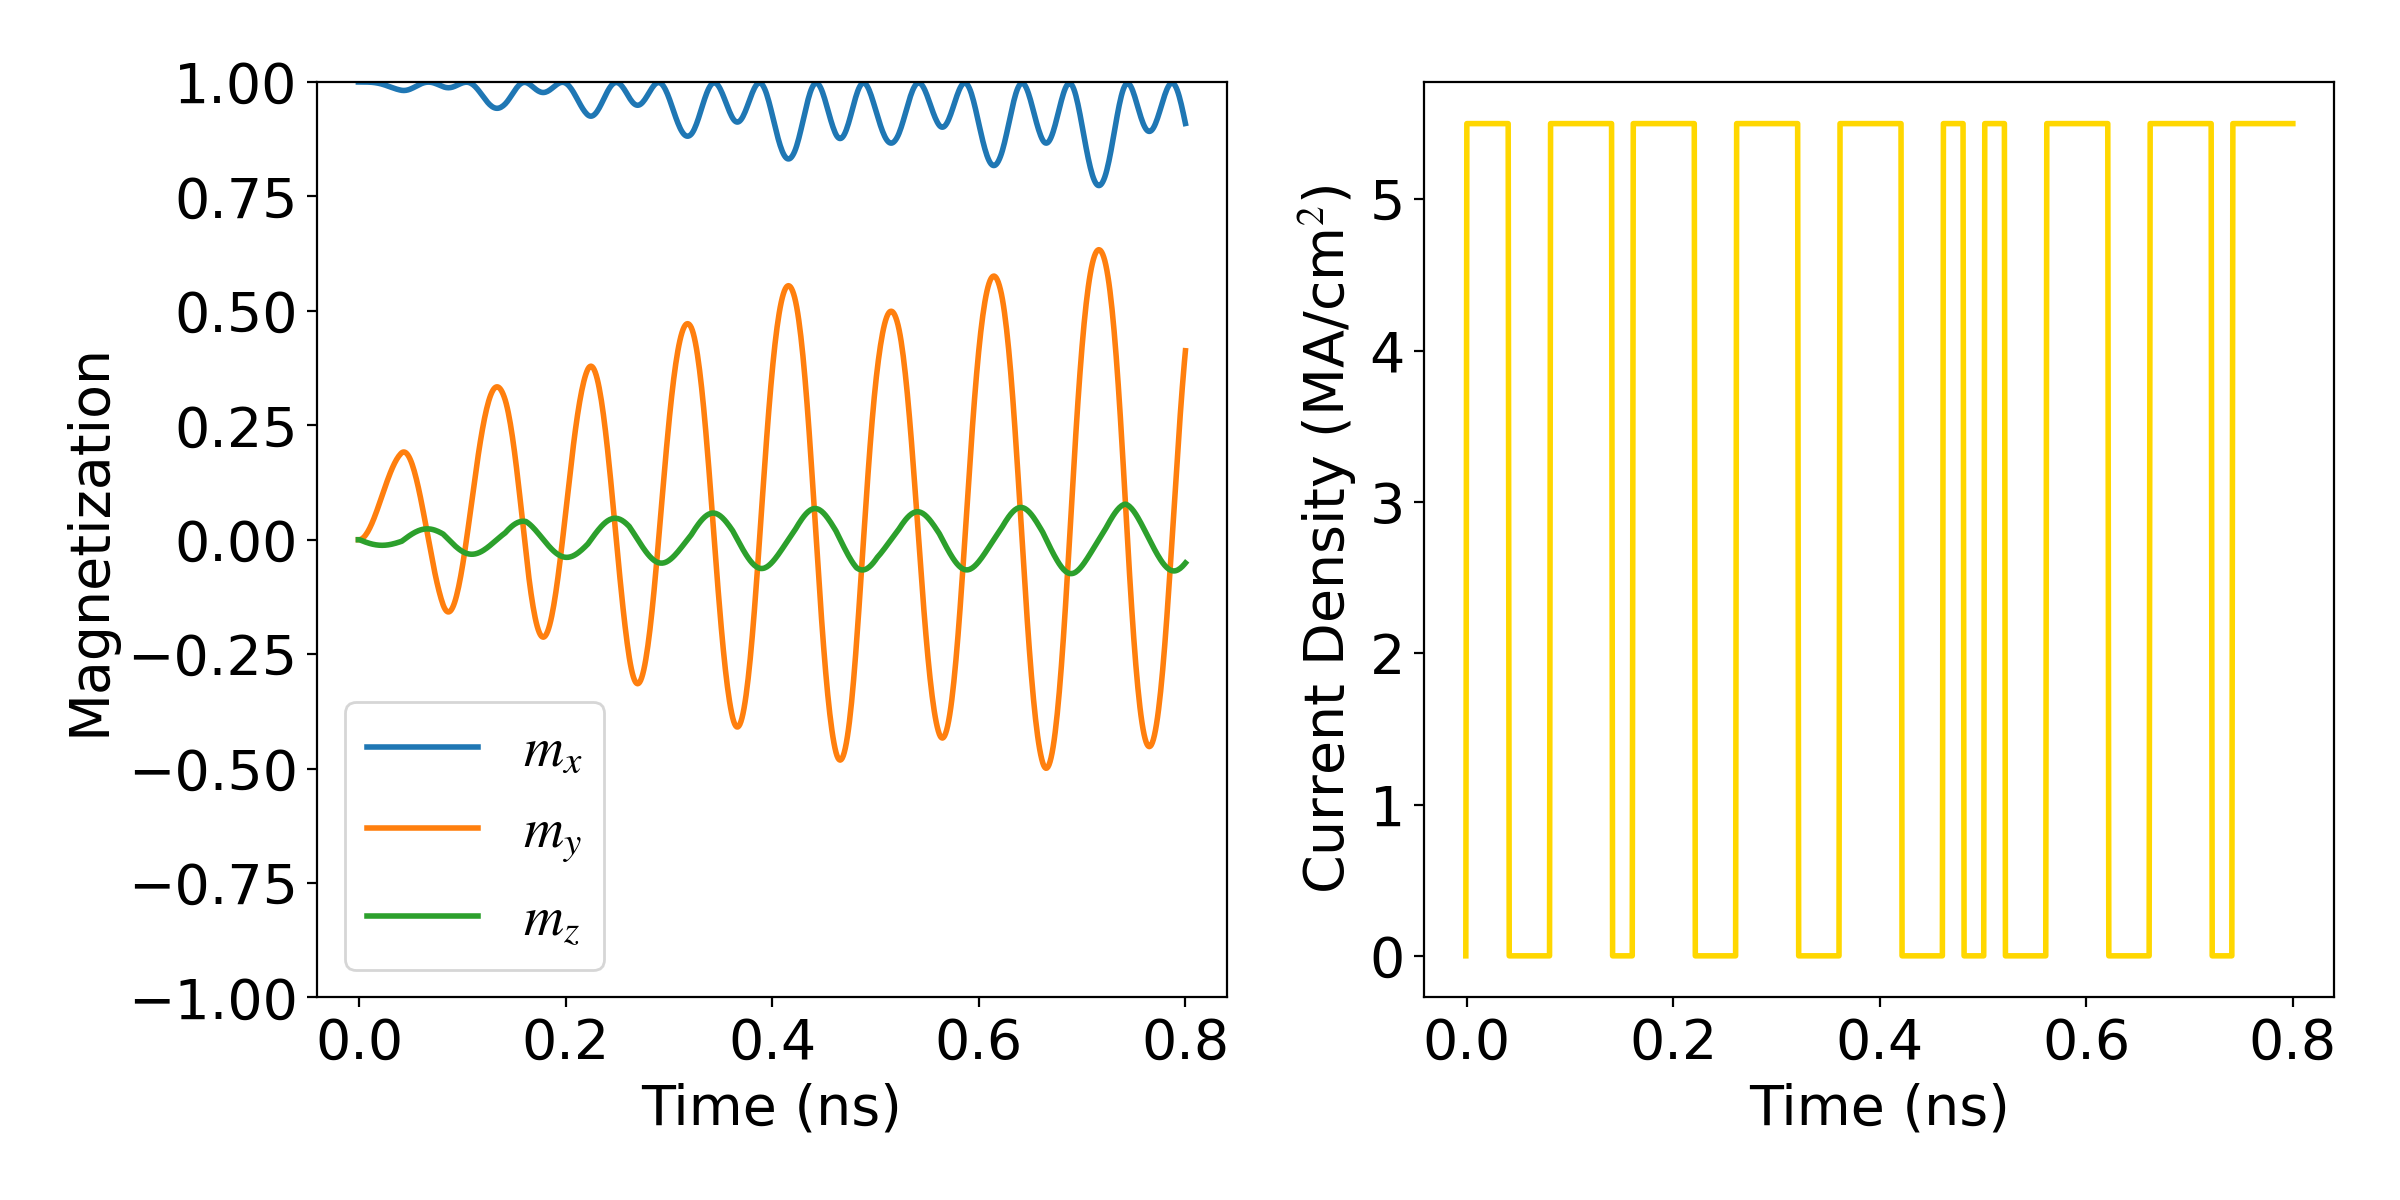 1.00
0.75
0.50
0.25
0.00
−0.25
−0.50
−0.75
−1.00
Magnetization
m_x
m_y
m_z
0.0 0.2 0.4 0.6 0.8
Time (ns)
5
4
3
2
1
0
Current Density (MA/cm²)
0.0 0.2 0.4 0.6 0.8
Time (ns)